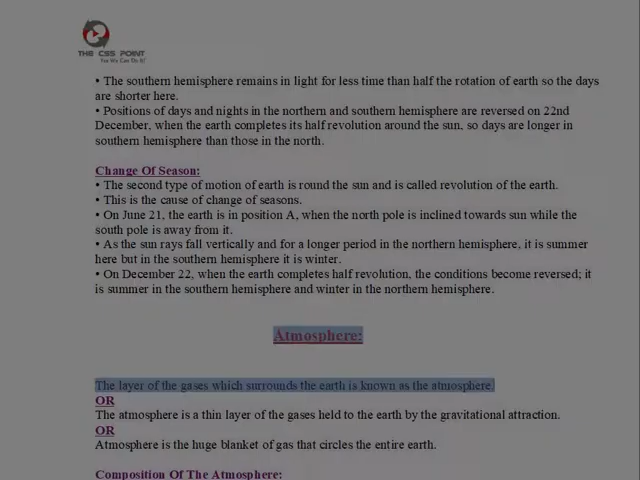 THE CSS POINT
Yes We Can Do It!
• The southern hemisphere remains in light for less time than half the rotation of earth so the days
are shorter here.
• Positions of days and nights in the northern and southern hemisphere are reversed on 22nd
December, when the earth completes its half revolution around the sun, so days are longer in
southern hemisphere than those in the north.
Change Of Season:
• The second type of motion of earth is round the sun and is called revolution of the earth.
• This is the cause of change of seasons.
• On June 21, the earth is in position A, when the north pole is inclined towards sun while the
south pole is away from it.
• As the sun rays fall vertically and for a longer period in the northern hemisphere, it is summer
here but in the southern hemisphere it is winter.
• On December 22, when the earth completes half revolution, the conditions become reversed; it
is summer in the southern hemisphere and winter in the northern hemisphere.
Atmosphere:
The layer of the gases which surrounds the earth is known as the atmosphere.
OR
The atmosphere is a thin layer of the gases held to the earth by the gravitational attraction.
OR
Atmosphere is the huge blanket of gas that circles the entire earth.
Composition Of The Atmosphere: